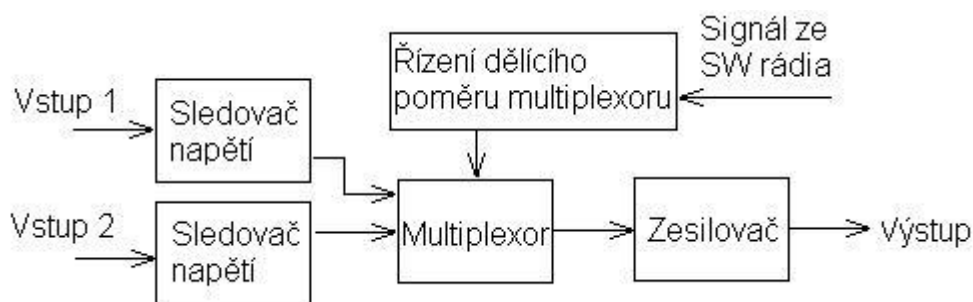 Vstup 1
Sledovač
napětí
Řízení dělícího
poměru multiplexoru
Signál ze
SW rádia
Vstup 2
Sledovač
napětí
Multiplexor
Zesilovač
Výstup